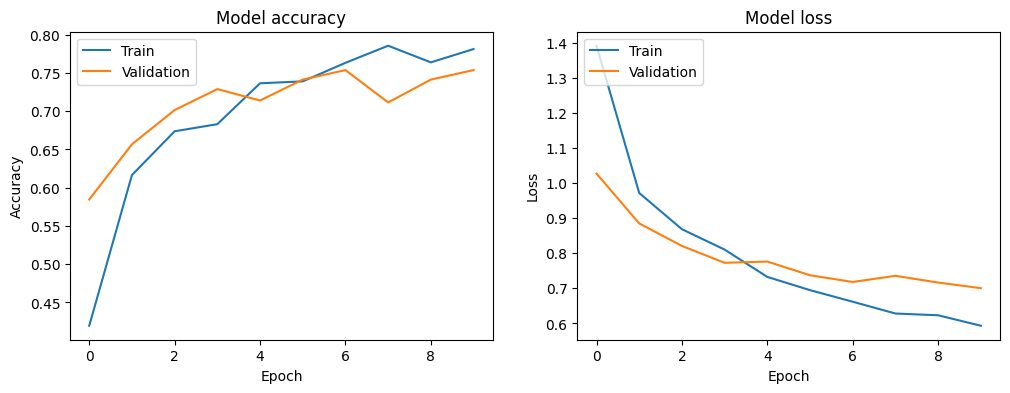 Model accuracy
Train
Validation
0.80
0.75
0.70
0.65
0.60
0.55
0.50
0.45
Accuracy
0 2 4 6 8
Epoch
Model loss
Train
Validation
1.4
1.3
1.2
1.1
1.0
0.9
0.8
0.7
0.6
Loss
0 2 4 6 8
Epoch